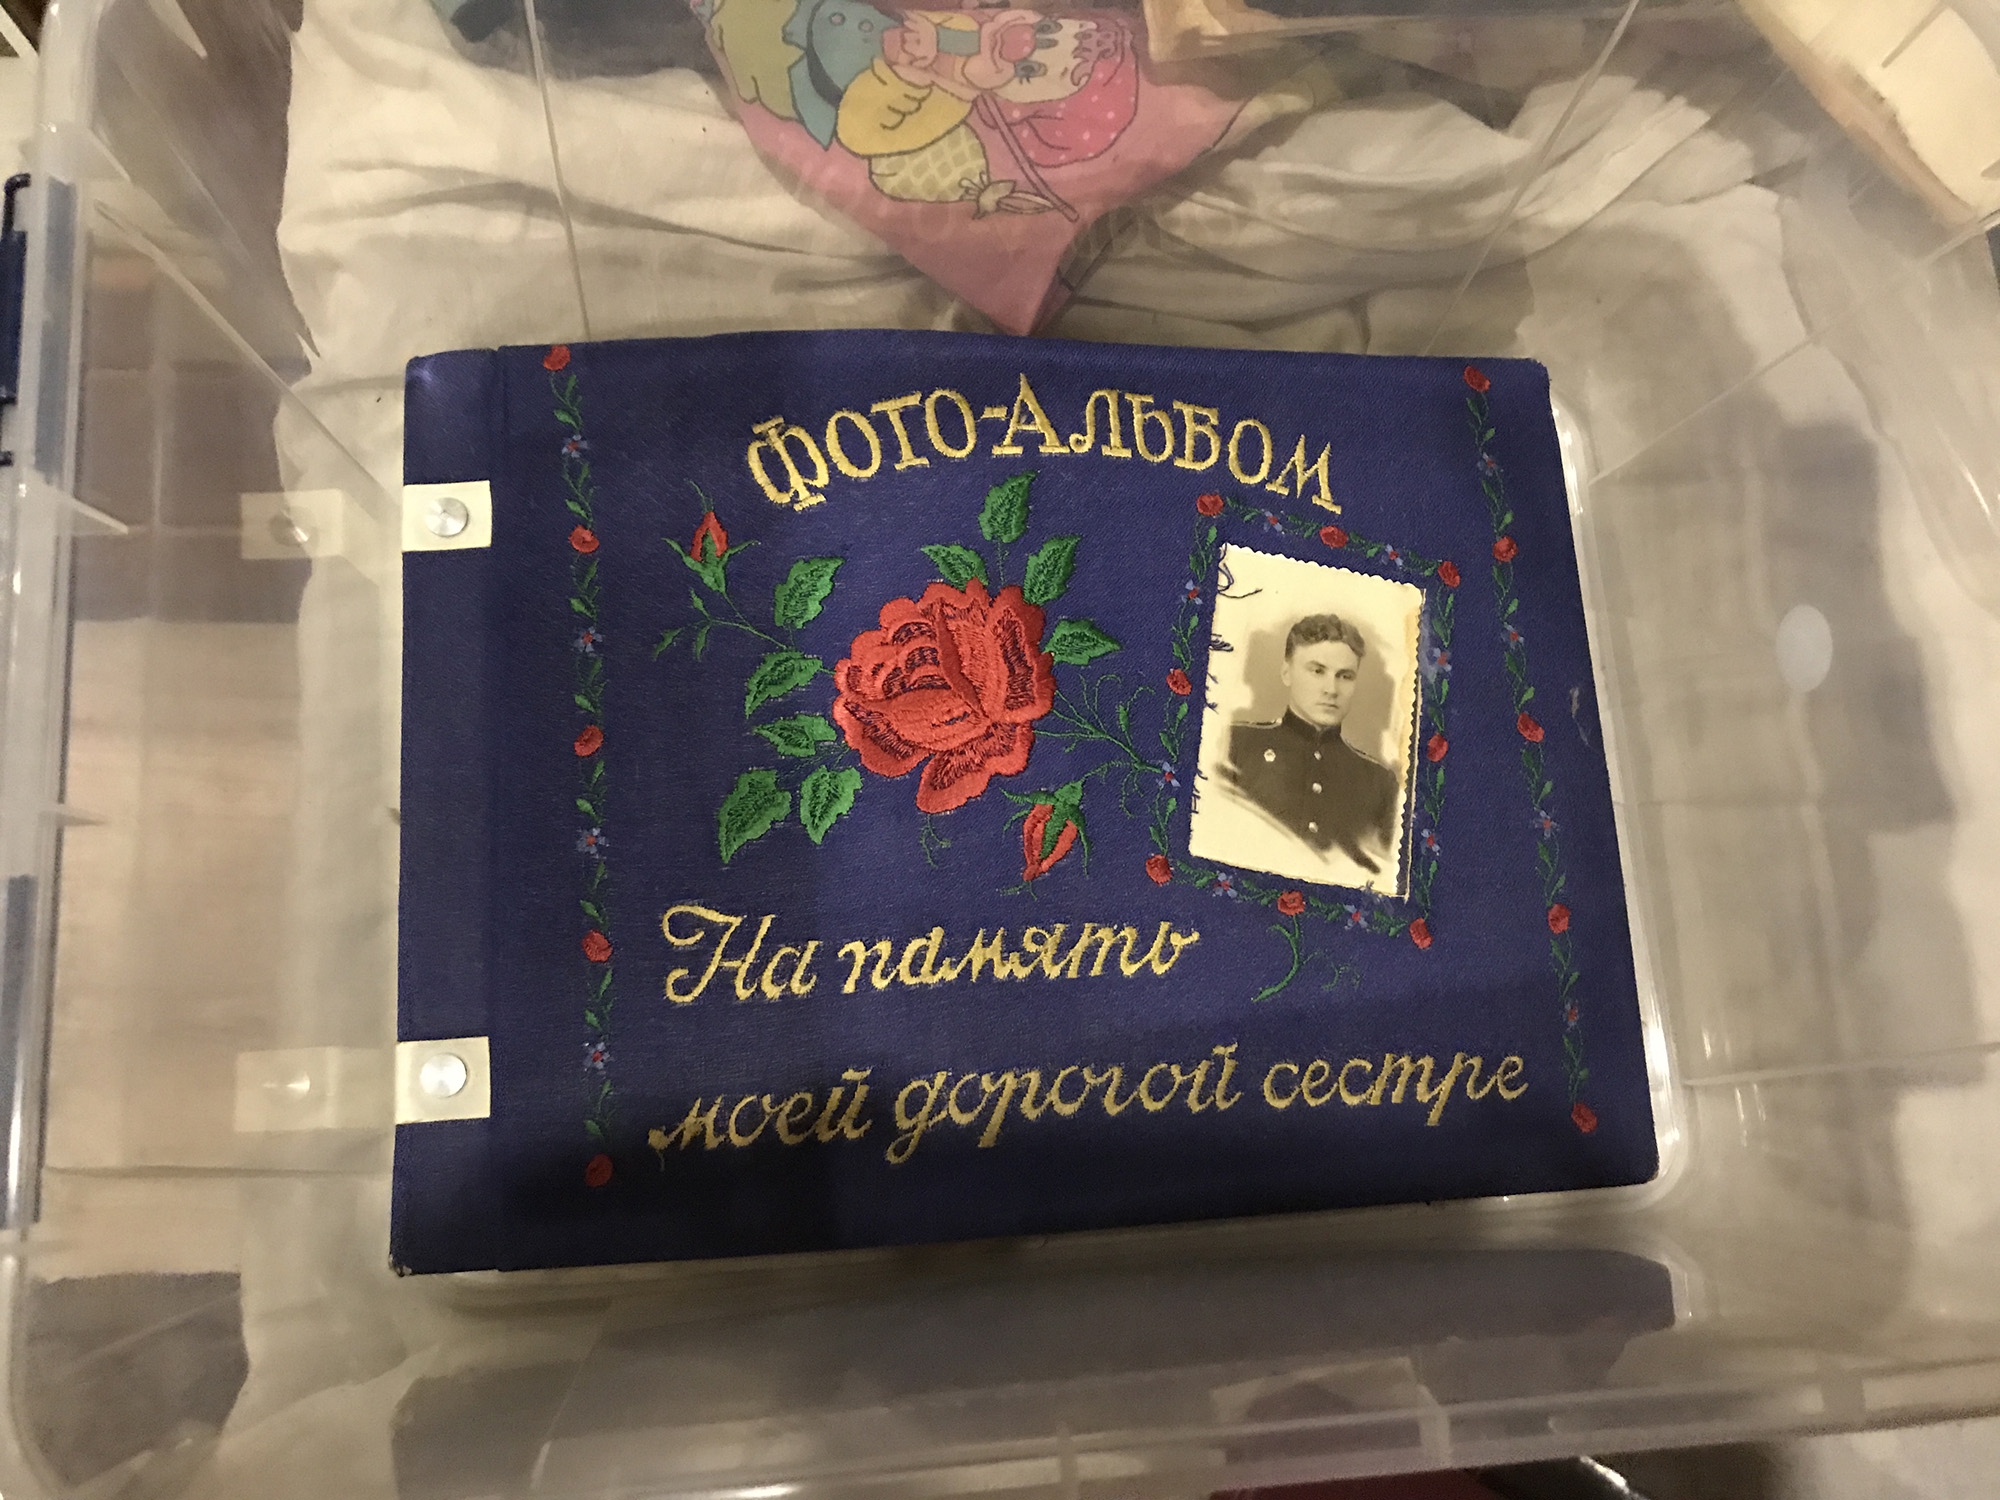 ФОТО-АЛЬБОМ
На память
моей дорогой сестре